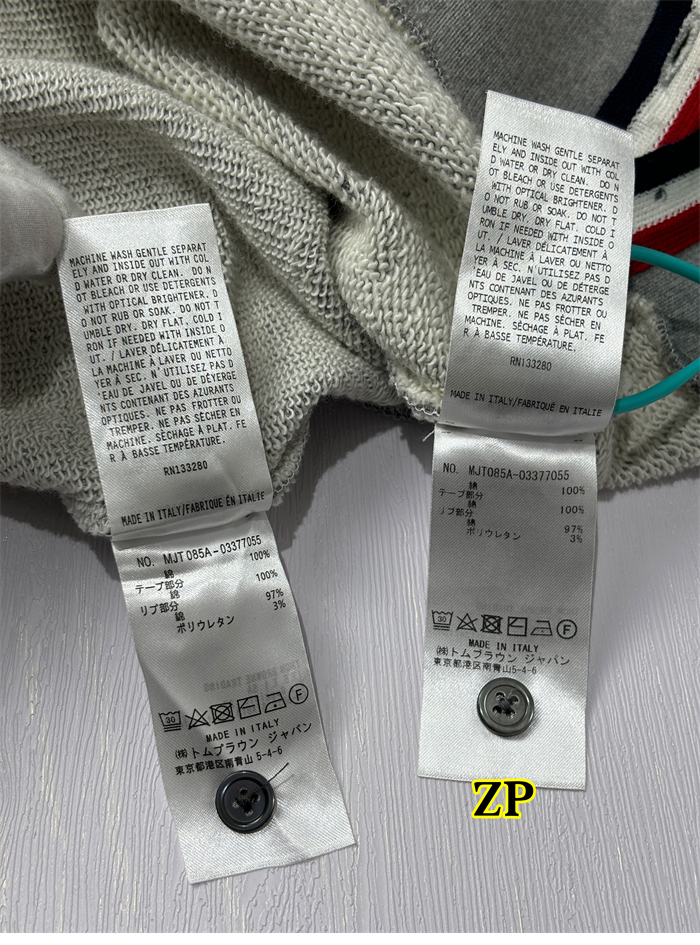 MACHINE WASH GENTLE SEPARAT
ELY AND INSIDE OUT WITH COL
D WATER OR DRY CLEAN. DO N
OT BLEACH OR USE DETERGENTS
WITH OPTICAL BRIGHTENER. D
O NOT RUB OR SOAK. DO NOT T
UMBLE DRY. DRY FLAT. COLD I
RON IF NEEDED WITH INSIDE O
UT. / LAVER DÉLICATEMENT À
LA MACHINE À LAVER OU NETTO
YER À SEC. N'UTILISEZ PAS D
'EAU DE JAVEL OU DE DÉYERGE
NTS CONTENANT DES AZURANTS
OPTIQUES. NE PAS FROTTER OU
TREMPER. NE PAS SÉCHER EN
MACHINE. SÈCHAGE À PLAT. FE
R À BASSE TEMPÉRATURE.
RN133280
MADE IN ITALY/FABRIQUÉ EN ITALIE
NO. MJT085A-03377055
綿 100%
テープ部分
綿 100%
リブ部分
綿 97%
ポリウレタン 3%
30
F
MADE IN ITALY
(株)トムブラウン ジャパン
東京都港区南青山 5-4-6
MACHINE WASH GENTLE SEPARAT
ELY AND INSIDE OUT WITH COL
D WATER OR DRY CLEAN. DO N
OT BLEACH OR USE DETERGENTS
WITH OPTICAL BRIGHTENER. D
O NOT RUB OR SOAK. DO NOT T
UMBLE DRY. DRY FLAT. COLD I
RON IF NEEDED WITH INSIDE O
UT. / LAVER DÉLICATEMENT À
LA MACHINE À LAVER OU NETTO
YER À SEC. N'UTILISEZ PAS D
'EAU DE JAVEL OU DE DÉTERGE
NTS CONTENANT DES AZURANTS
OPTIQUES. NE PAS FROTTER OU
TREMPER. NE PAS SÉCHER EN
MACHINE. SÈCHAGE À PLAT. FE
R À BASSE TEMPÉRATURE.
RN133280
MADE IN ITALY/FABRIQUÉ EN ITALIE
NO. MJT085A-03377055
綿 100%
テープ部分
綿 100%
リブ部分
綿 97%
ポリウレタン 3%
30
F
MADE IN ITALY
(株)トムブラウン ジャパン
東京都港区南青山5-4-6
ZP